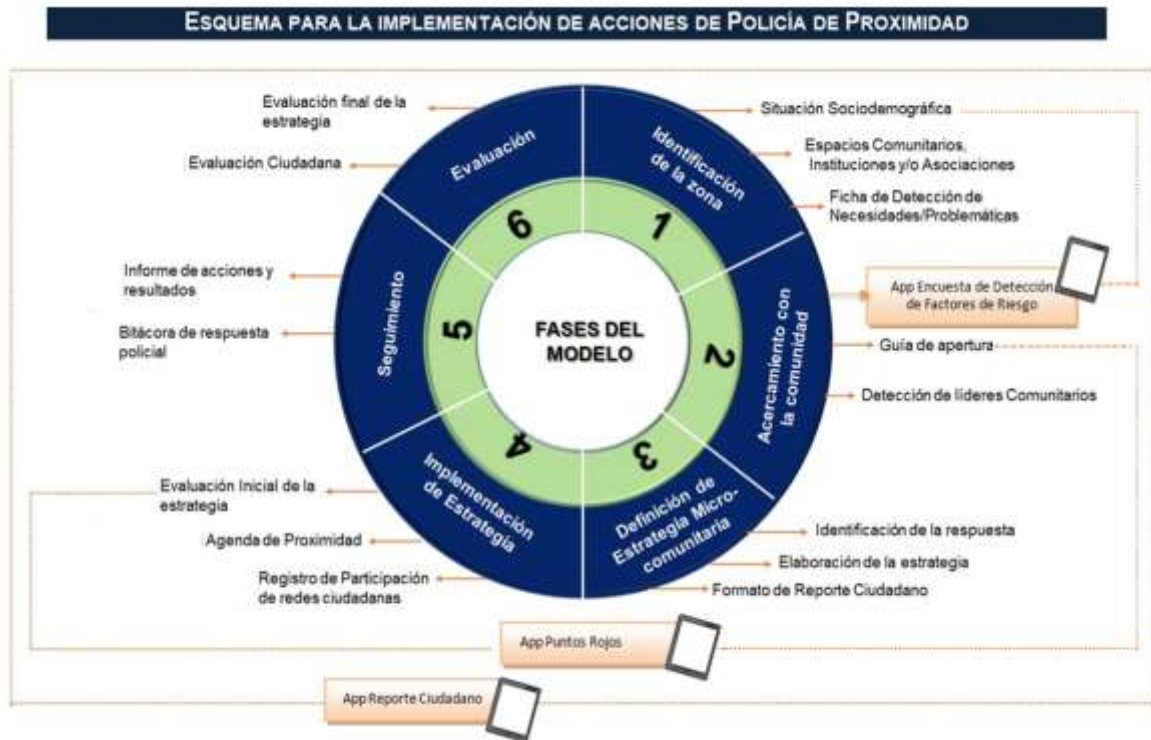 ESQUEMA PARA LA IMPLEMENTACIÓN DE ACCIONES DE POLICÍA DE PROXIMIDAD
Evaluación final de la
estrategia
Evaluación Ciudadana
Informe de acciones y
resultados
Bitácora de respuesta
policial
Evaluación Inicial de la
estrategia
Agenda de Proximidad
Registro de Participación
de redes ciudadanas
Evaluación
6
Identificación
de la zona
1
Acercamiento con
la comunidad
2
Definición de
Estrategia Micro-
comunitaria
3
Implementación
de Estrategia
4
Seguimiento
5
FASES DEL
MODELO
Situación Sociodemográfica
Espacios Comunitarios,
Instituciones y/o Asociaciones
Ficha de Detección de
Necesidades/Problemáticas
App Encuesta de Detección
de Factores de Riesgo
Guía de apertura
Detección de líderes Comunitarios
Identificación de la respuesta
Elaboración de la estrategia
Formato de Reporte Ciudadano
App Puntos Rojos
App Reporte Ciudadano